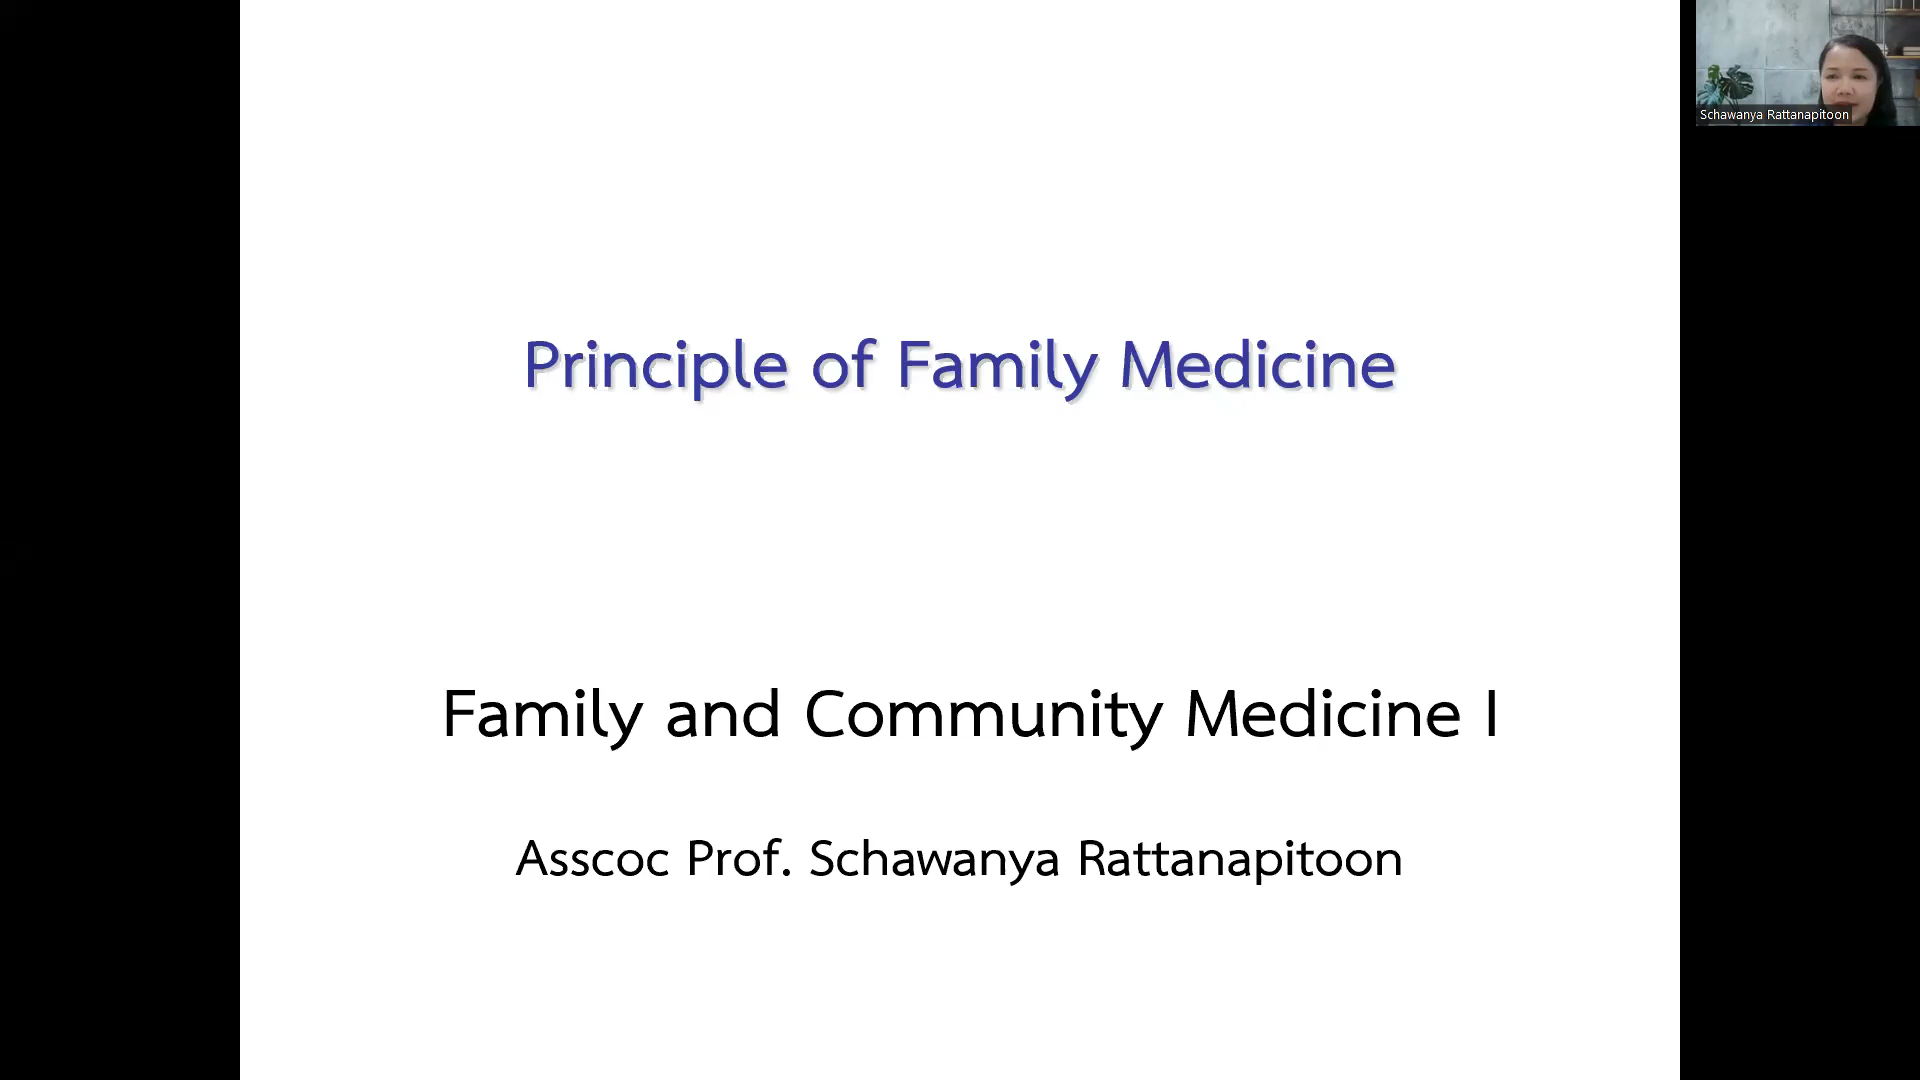 Schawanya Rattanapitoon
Principle of Family Medicine
Family and Community Medicine I
Asscoc Prof. Schawanya Rattanapitoon